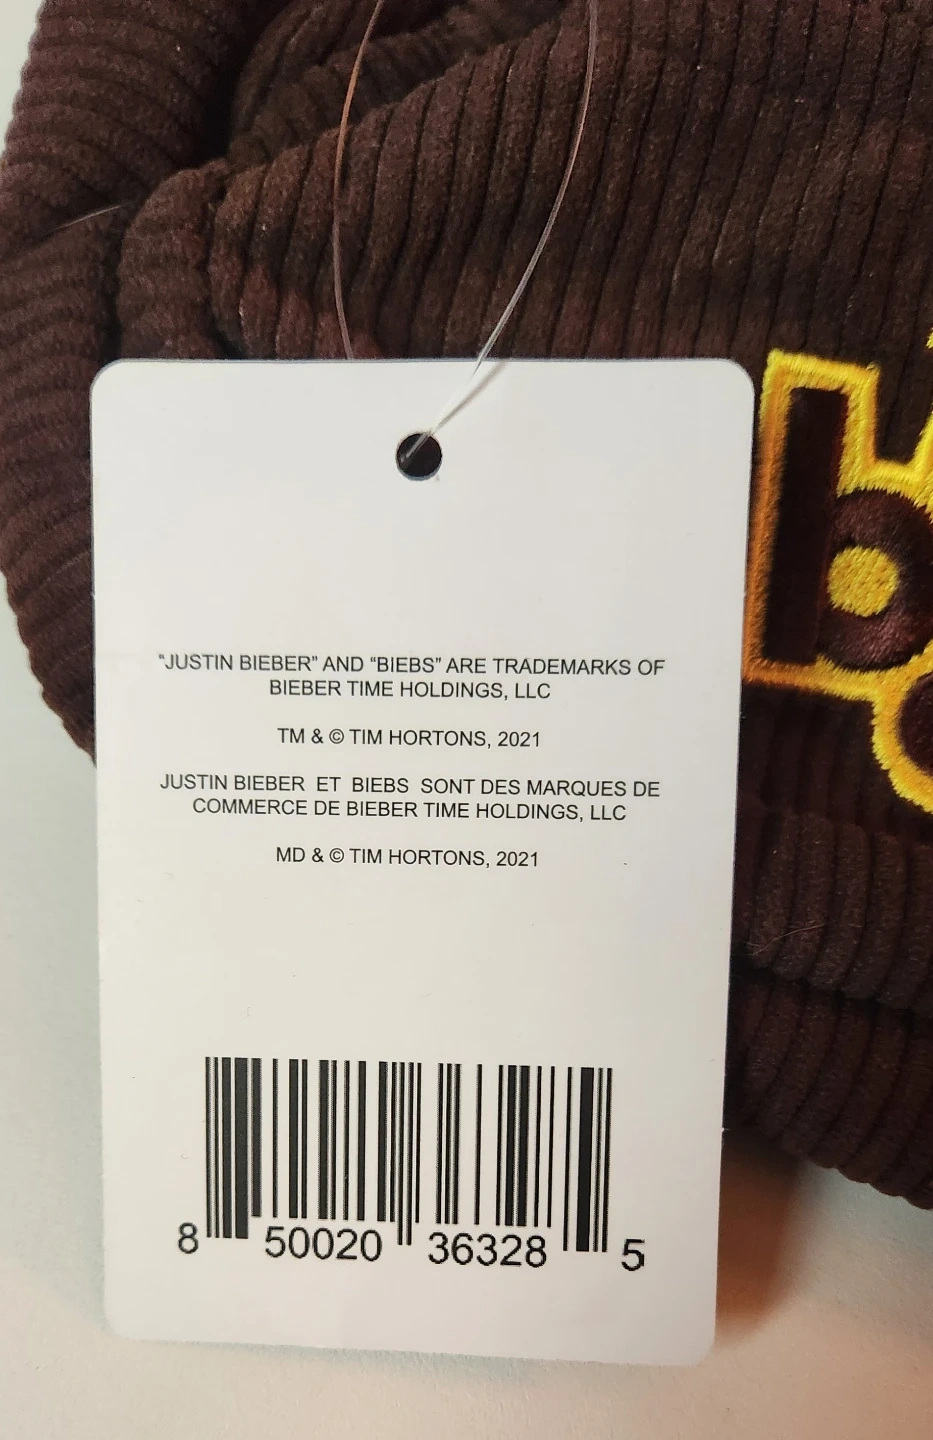 "JUSTIN BIEBER" AND "BIEBS" ARE TRADEMARKS OF
BIEBER TIME HOLDINGS, LLC
TM & © TIM HORTONS, 2021
JUSTIN BIEBER ET BIEBS SONT DES MARQUES DE
COMMERCE DE BIEBER TIME HOLDINGS, LLC
MD & © TIM HORTONS, 2021
8 50020 36328 5
b